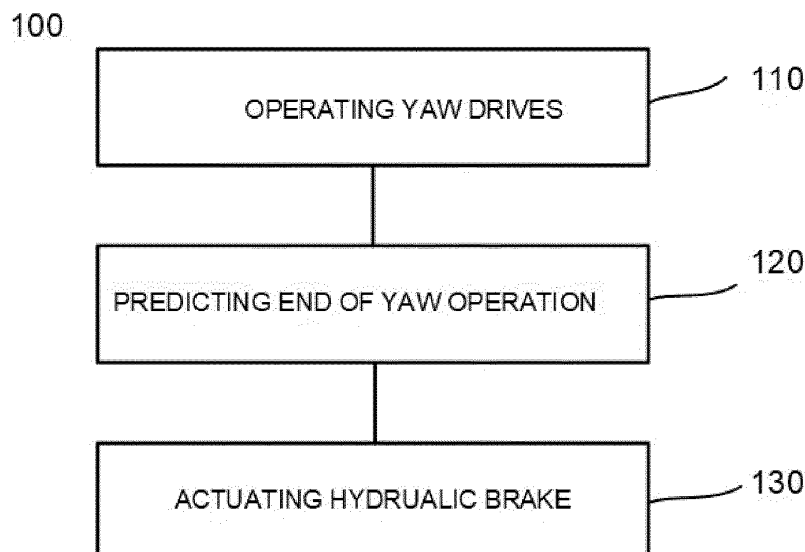 100
OPERATING YAW DRIVES
110
PREDICTING END OF YAW OPERATION
120
ACTUATING HYDRUALIC BRAKE
130